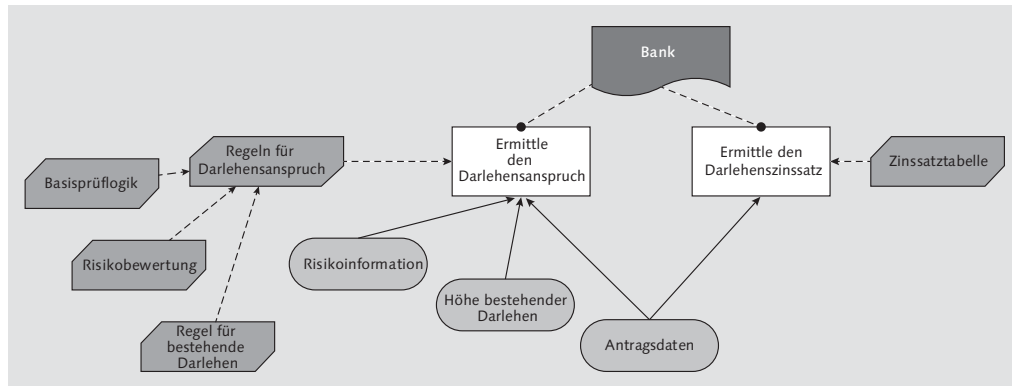 Bank
Ermittle
den
Darlehensanspruch
Ermittle den
Darlehenszinssatz
Zinssatztabelle
Regeln für
Darlehensanspruch
Basisprüflogik
Risikobewertung
Regel für
bestehende
Darlehen
Risikoinformation
Höhe bestehender
Darlehen
Antragsdaten